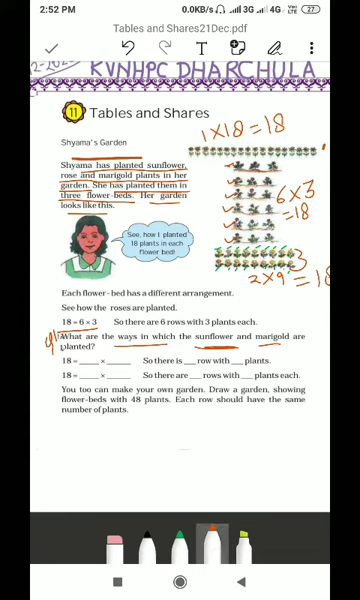 2:52 PM
0.0KB/s 3G 4G 27
Tables and Shares21Dec.pdf
KVNHPC DHARCHULA
11 Tables and Shares
1 X 18 = 18
Shyama's Garden
Shyama has planted sunflower,
rose and marigold plants in her
garden. She has planted them in
three flower-beds. Her garden
looks like this.
6 x 3
= 18
See, how I planted
18 plants in each
flower bed!
2 x 9 = 18
Each flower-bed has a different arrangement.
See how the roses are planted.
18 = 6 × 3 So there are 6 rows with 3 plants each.
What are the ways in which the sunflower and marigold are
planted?
18 = ____ × ____ So there is __ row with __ plants.
18 = ____ × ____ So there are __ rows with __ plants each.
You too can make your own garden. Draw a garden, showing
flower-beds with 48 plants. Each row should have the same
number of plants.